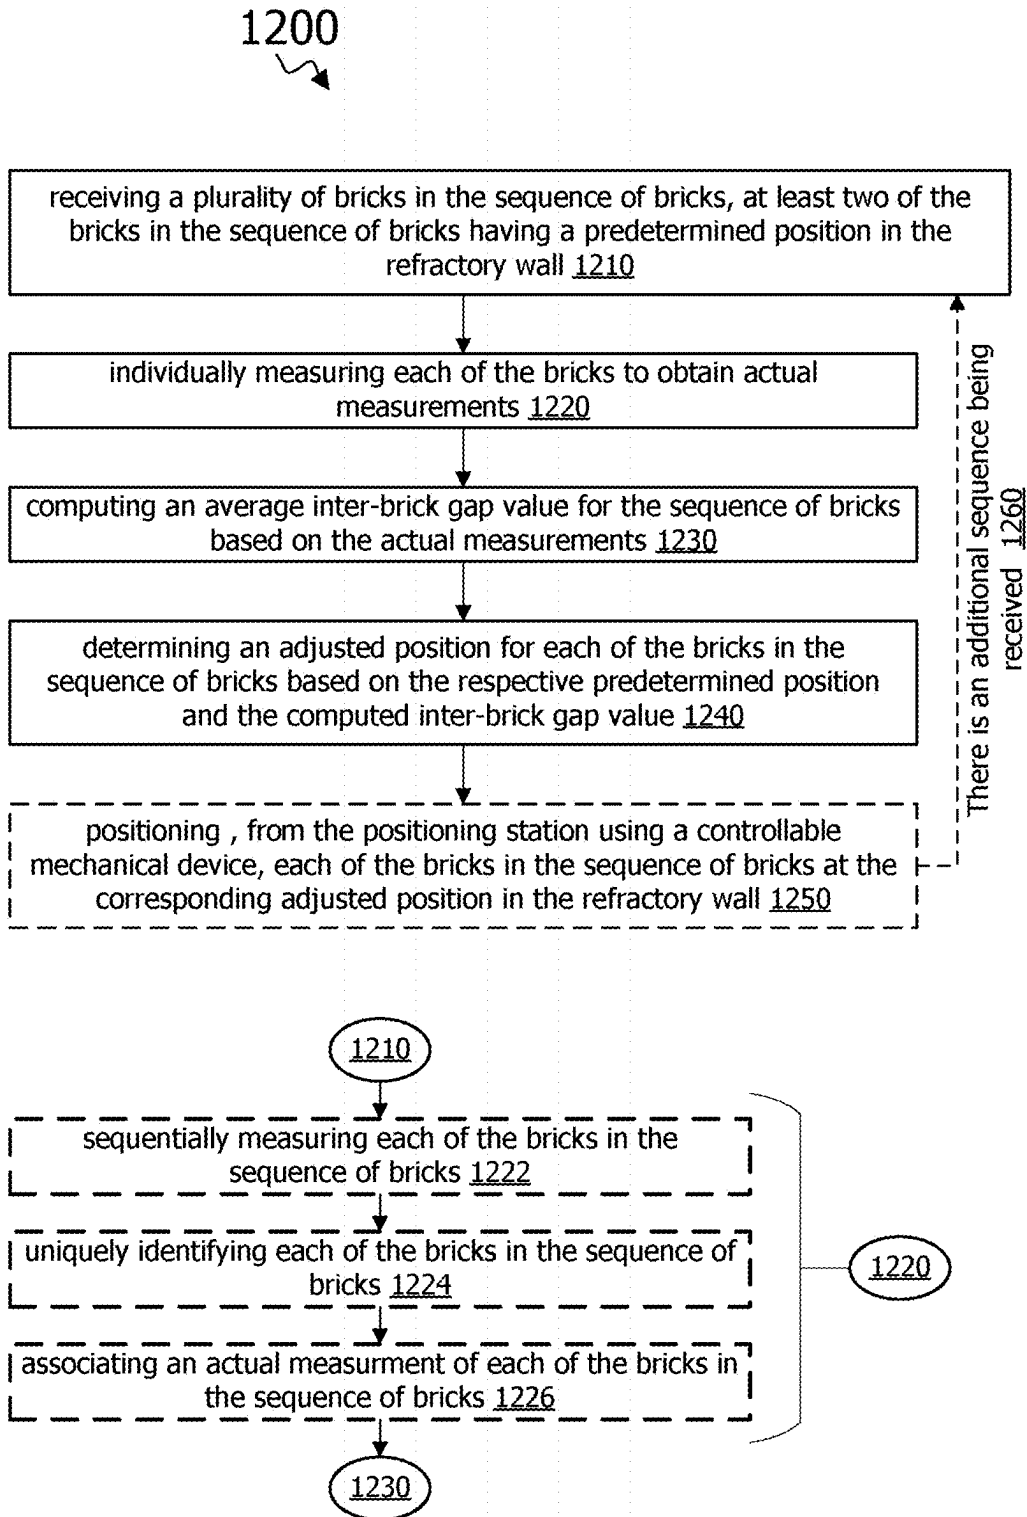 1200
receiving a plurality of bricks in the sequence of bricks, at least two of the
bricks in the sequence of bricks having a predetermined position in the
refractory wall 1210
individually measuring each of the bricks to obtain actual
measurements 1220
computing an average inter-brick gap value for the sequence of bricks
based on the actual measurements 1230
determining an adjusted position for each of the bricks in the
sequence of bricks based on the respective predetermined position
and the computed inter-brick gap value 1240
positioning , from the positioning station using a controllable
mechanical device, each of the bricks in the sequence of bricks at the
corresponding adjusted position in the refractory wall 1250
There is an additional sequence being
received 1260
1210
sequentially measuring each of the bricks in the
sequence of bricks 1222
uniquely identifying each of the bricks in the sequence of
bricks 1224
associating an actual measurment of each of the bricks in
the sequence of bricks 1226
1220
1230